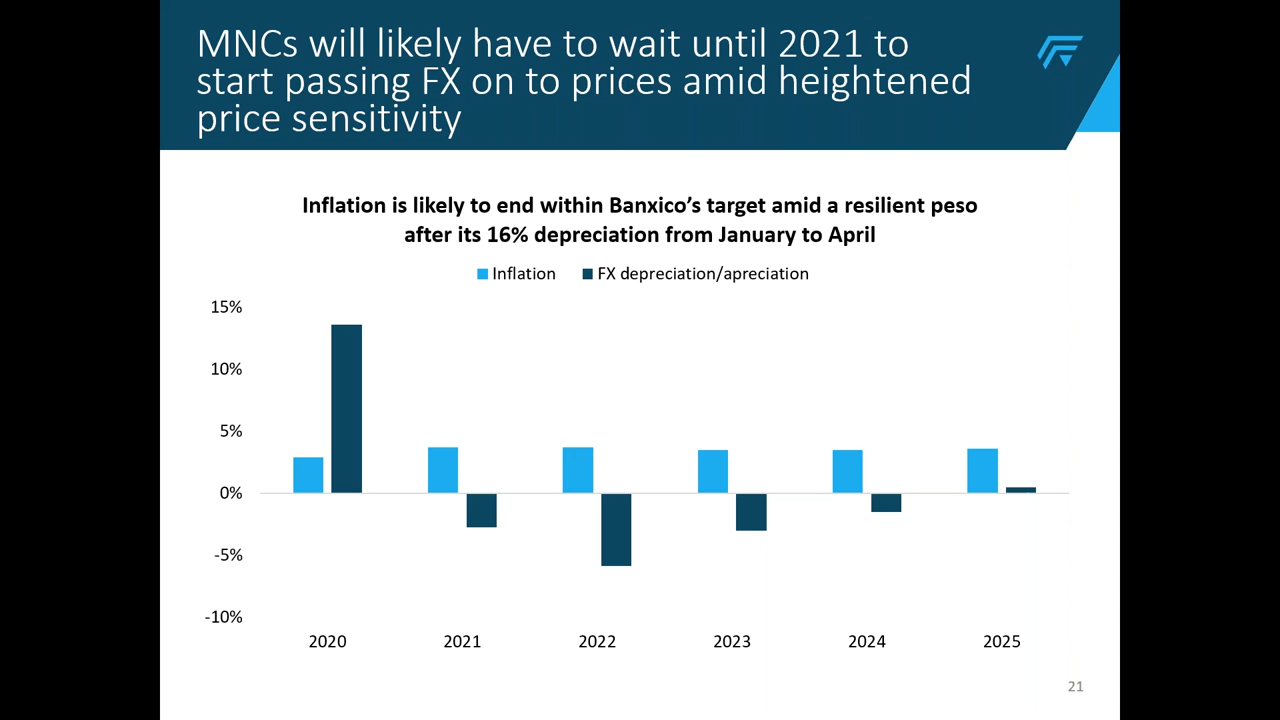 MNCs will likely have to wait until 2021 to
start passing FX on to prices amid heightened
price sensitivity
Inflation is likely to end within Banxico’s target amid a resilient peso
after its 16% depreciation from January to April
Inflation FX depreciation/apreciation
15%
10%
5%
0%
-5%
-10%
2020 2021 2022 2023 2024 2025
21